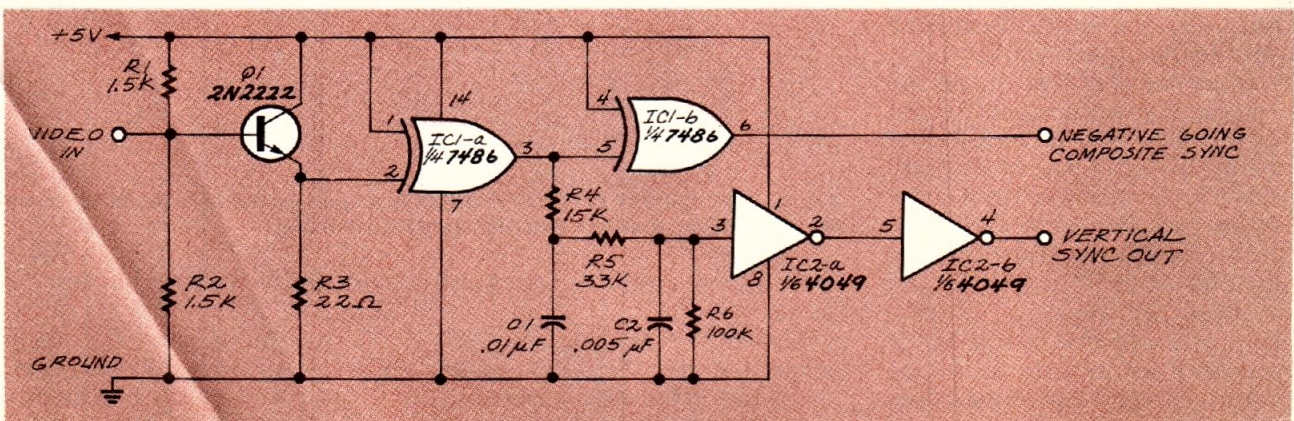 +5V
R1
1.5K
Q1
2N2222
VIDEO
IN
1
14
IC1-a
1/4 7486
2
3
7
4
IC1-b
1/4 7486
5
6
NEGATIVE GOING
COMPOSITE SYNC
R4
15K
R5
33K
3
1
2
8
IC2-a
1/6 4049
5
4
IC2-b
1/6 4049
VERTICAL
SYNC OUT
R2
1.5K
R3
22Ω
C1
.01µF
C2
.005µF
R6
100K
GROUND